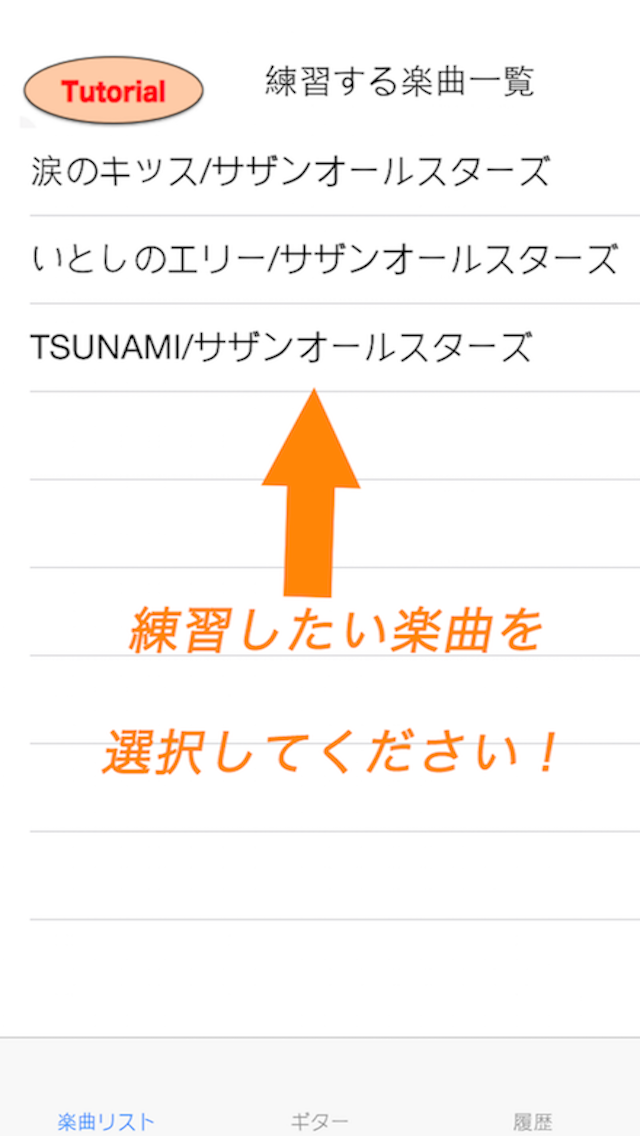 Tutorial
練習する楽曲一覧
涙のキッス/サザンオールスターズ
いとしのエリー/サザンオールスターズ
TSUNAMI/サザンオールスターズ
練習したい楽曲を
選択してください！
楽曲リスト
ギター
履歴